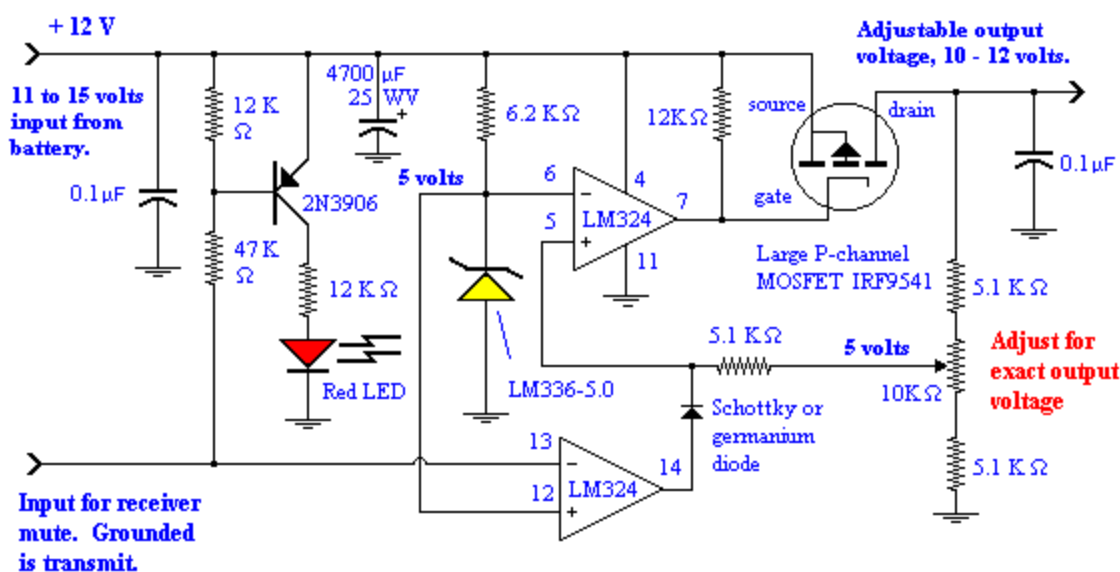 + 12 V
Adjustable output
voltage, 10 - 12 volts.
4700 µF
25 WV
+
11 to 15 volts
input from
battery.
12 K
Ω
6.2 K Ω
12K Ω
source
drain
0.1µF
0.1µF
5 volts
6
4
2N3906
5
LM324
7
gate
−
+
47 K
Ω
11
Large P-channel
MOSFET IRF9541
12 K Ω
5.1 K Ω
5.1 K Ω
5 volts
Adjust for
exact output
voltage
10K Ω
Red LED
LM336-5.0
Schottky or
germanium
diode
13
14
12
LM324
−
+
5.1 K Ω
Input for receiver
mute. Grounded
is transmit.